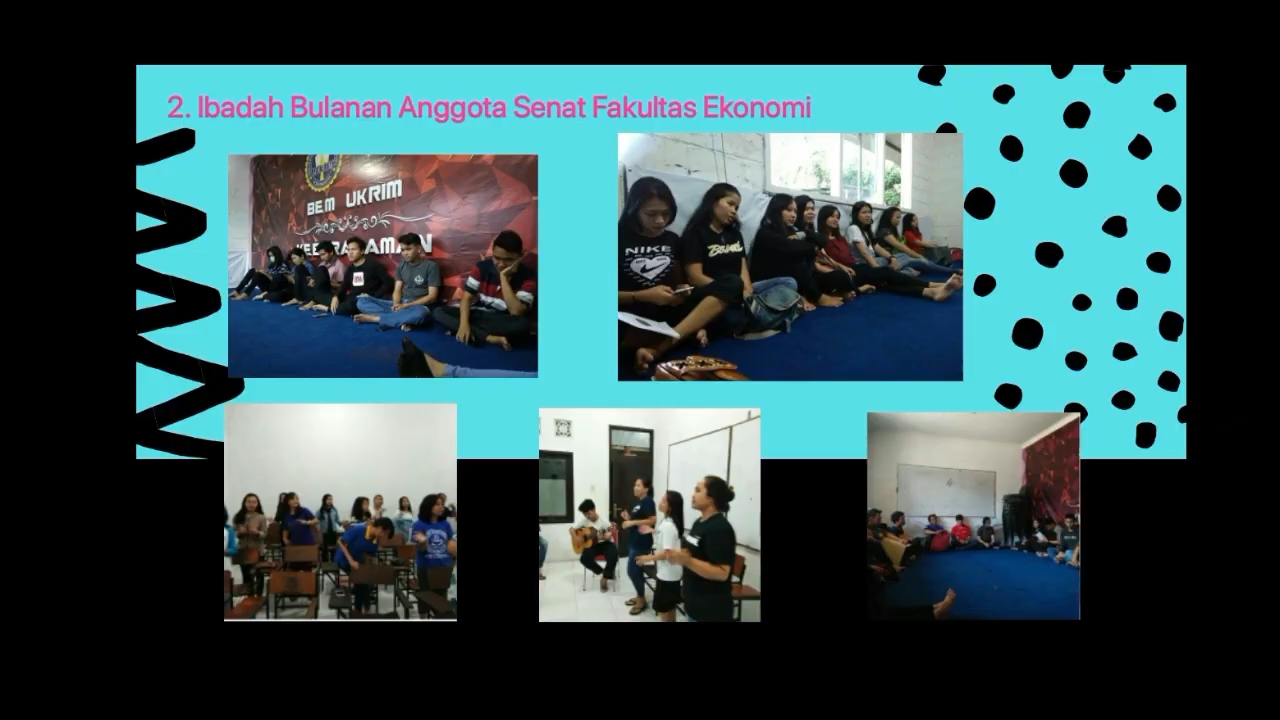 2. Ibadah Bulanan Anggota Senat Fakultas Ekonomi
BEM UKRIM
NIKE